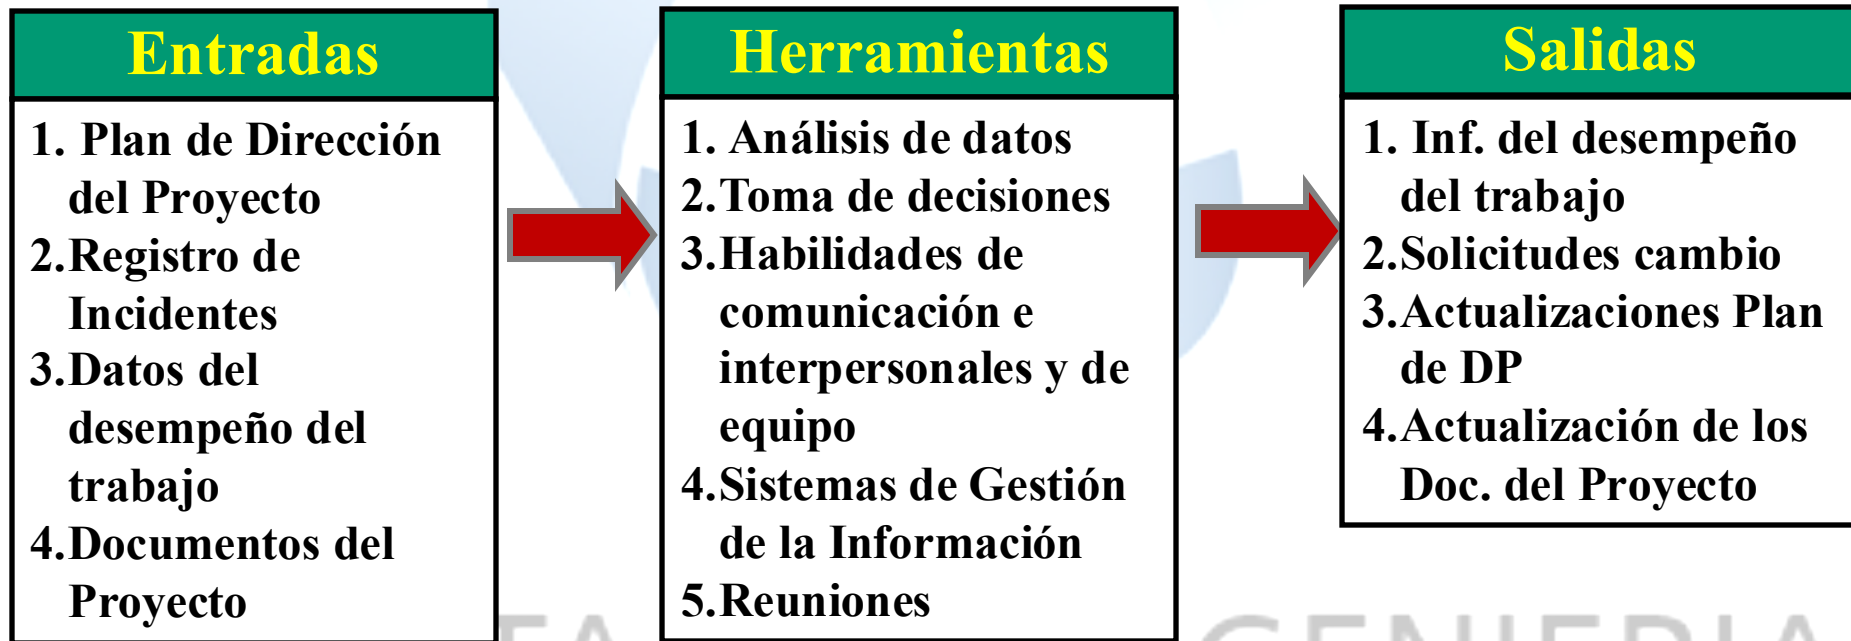 Entradas
1. Plan de Dirección
del Proyecto
2.Registro de
Incidentes
3.Datos del
desempeño del
trabajo
4.Documentos del
Proyecto
Herramientas
1. Análisis de datos
2.Toma de decisiones
3.Habilidades de
comunicación e
interpersonales y de
equipo
4.Sistemas de Gestión
de la Información
5.Reuniones
Salidas
1. Inf. del desempeño
del trabajo
2.Solicitudes cambio
3.Actualizaciones Plan
de DP
4.Actualización de los
Doc. del Proyecto